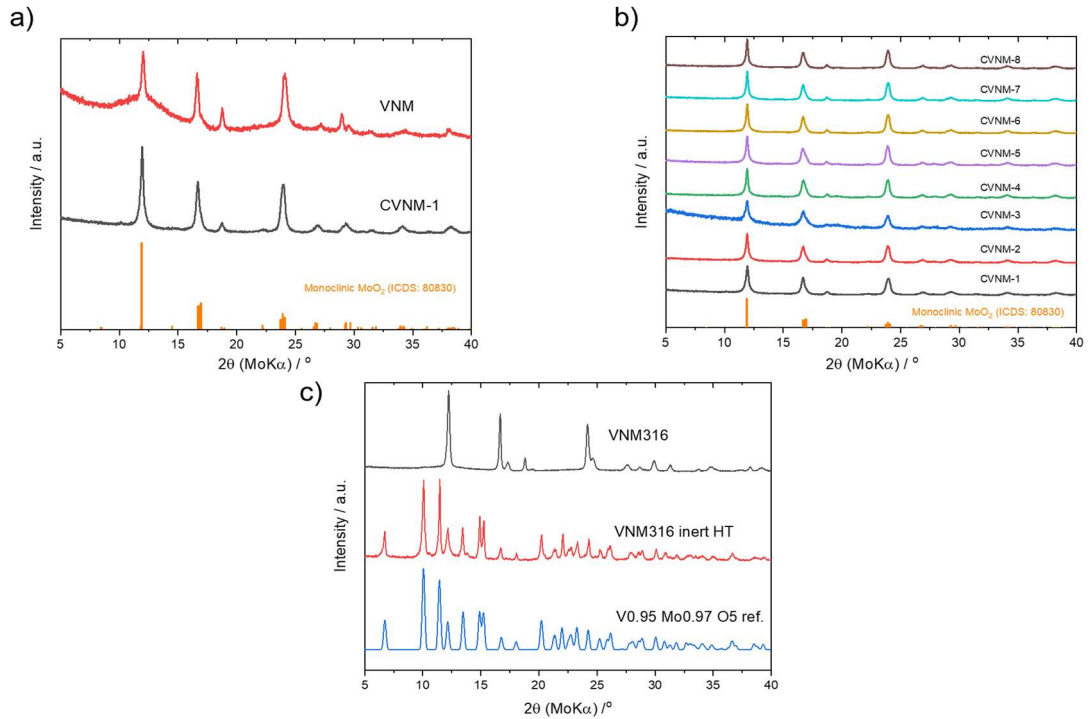 a)
VNM
CVNM-1
Monoclinic MoO2 (ICDS: 80830)
Intensity / a.u.
5 10 15 20 25 30 35 40
2θ (MoKα) / °
b)
CVNM-8
CVNM-7
CVNM-6
CVNM-5
CVNM-4
CVNM-3
CVNM-2
CVNM-1
Monoclinic MoO2 (ICDS: 80830)
Intensity / a.u.
5 10 15 20 25 30 35 40
2θ (MoKα) / °
c)
VNM316
VNM316 inert HT
V0.95 Mo0.97 O5 ref.
Intensity / a.u.
5 10 15 20 25 30 35 40
2θ (MoKα) / °